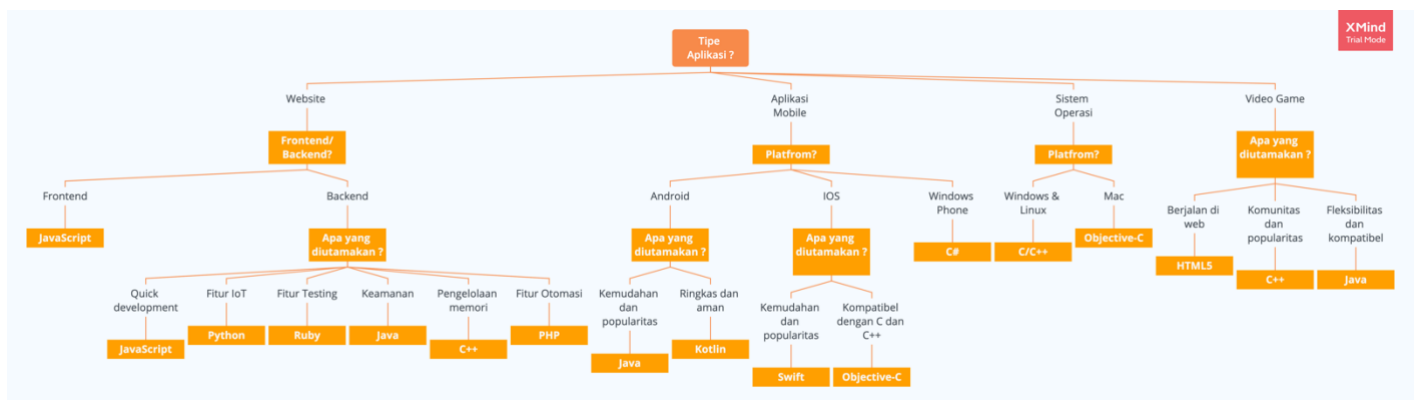 XMind
Trial Mode
Tipe
Aplikasi ?
Website
Aplikasi
Mobile
Sistem
Operasi
Video Game
Frontend/
Backend?
Platfrom?
Platfrom?
Apa yang
diutamakan ?
Frontend
Backend
Android
IOS
Windows
Phone
Windows &
Linux
Mac
Berjalan di
web
Komunitas
dan
popularitas
Fleksibilitas
dan
kompatibel
JavaScript
Apa yang
diutamakan ?
Apa yang
diutamakan ?
Apa yang
diutamakan ?
C#
C/C++
Objective-C
HTML5
C++
Java
Quick
development
Fitur IoT
Fitur Testing
Keamanan
Pengelolaan
memori
Fitur Otomasi
Kemudahan
dan
popularitas
Ringkas dan
aman
Kemudahan
dan
popularitas
Kompatibel
dengan C dan
C++
JavaScript
Python
Ruby
Java
C++
PHP
Java
Kotlin
Swift
Objective-C